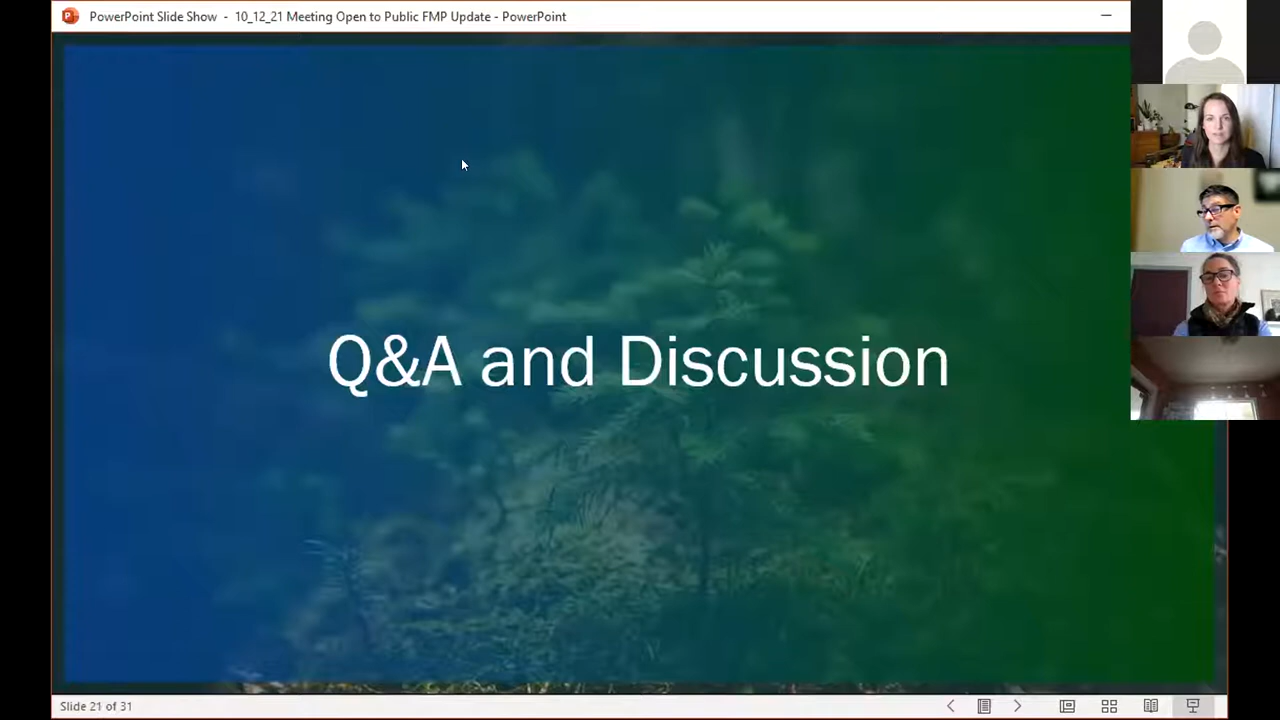 PowerPoint Slide Show - 10_12_21 Meeting Open to Public FMP Update - PowerPoint
Q&A and Discussion
Slide 21 of 31